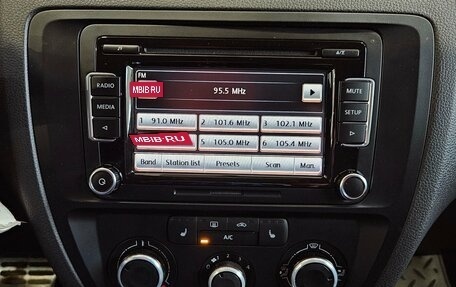 FM
MBIB RU
95.5 MHz
RADIO
MEDIA
MUTE
SETUP
1 91.0 MHz
2 101.6 MHz
3 102.1 MHz
MBIB-RU
5 105.0 MHz
6 105.4 MHz
Band
Station list
Presets
Scan
Man.
A/C